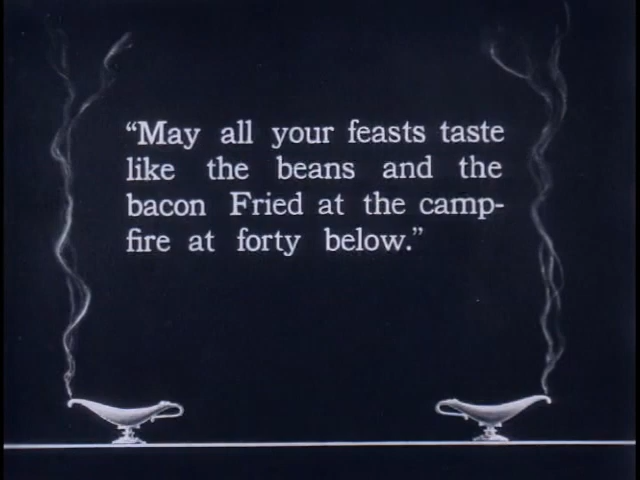 “May all your feasts taste
like the beans and the
bacon Fried at the camp-
fire at forty below.”